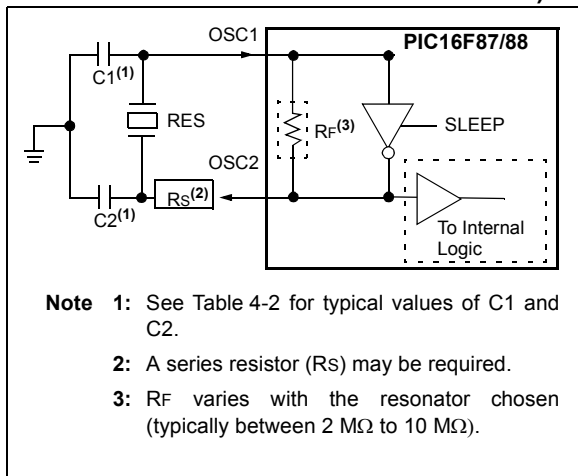 OSC1
PIC16F87/88
C1(1)
RES
RF(3)
SLEEP
OSC2
C2(1)
RS(2)
To Internal
Logic
Note 1: See Table 4-2 for typical values of C1 and
C2.
2: A series resistor (RS) may be required.
3: RF varies with the resonator chosen
(typically between 2 MΩ to 10 MΩ).